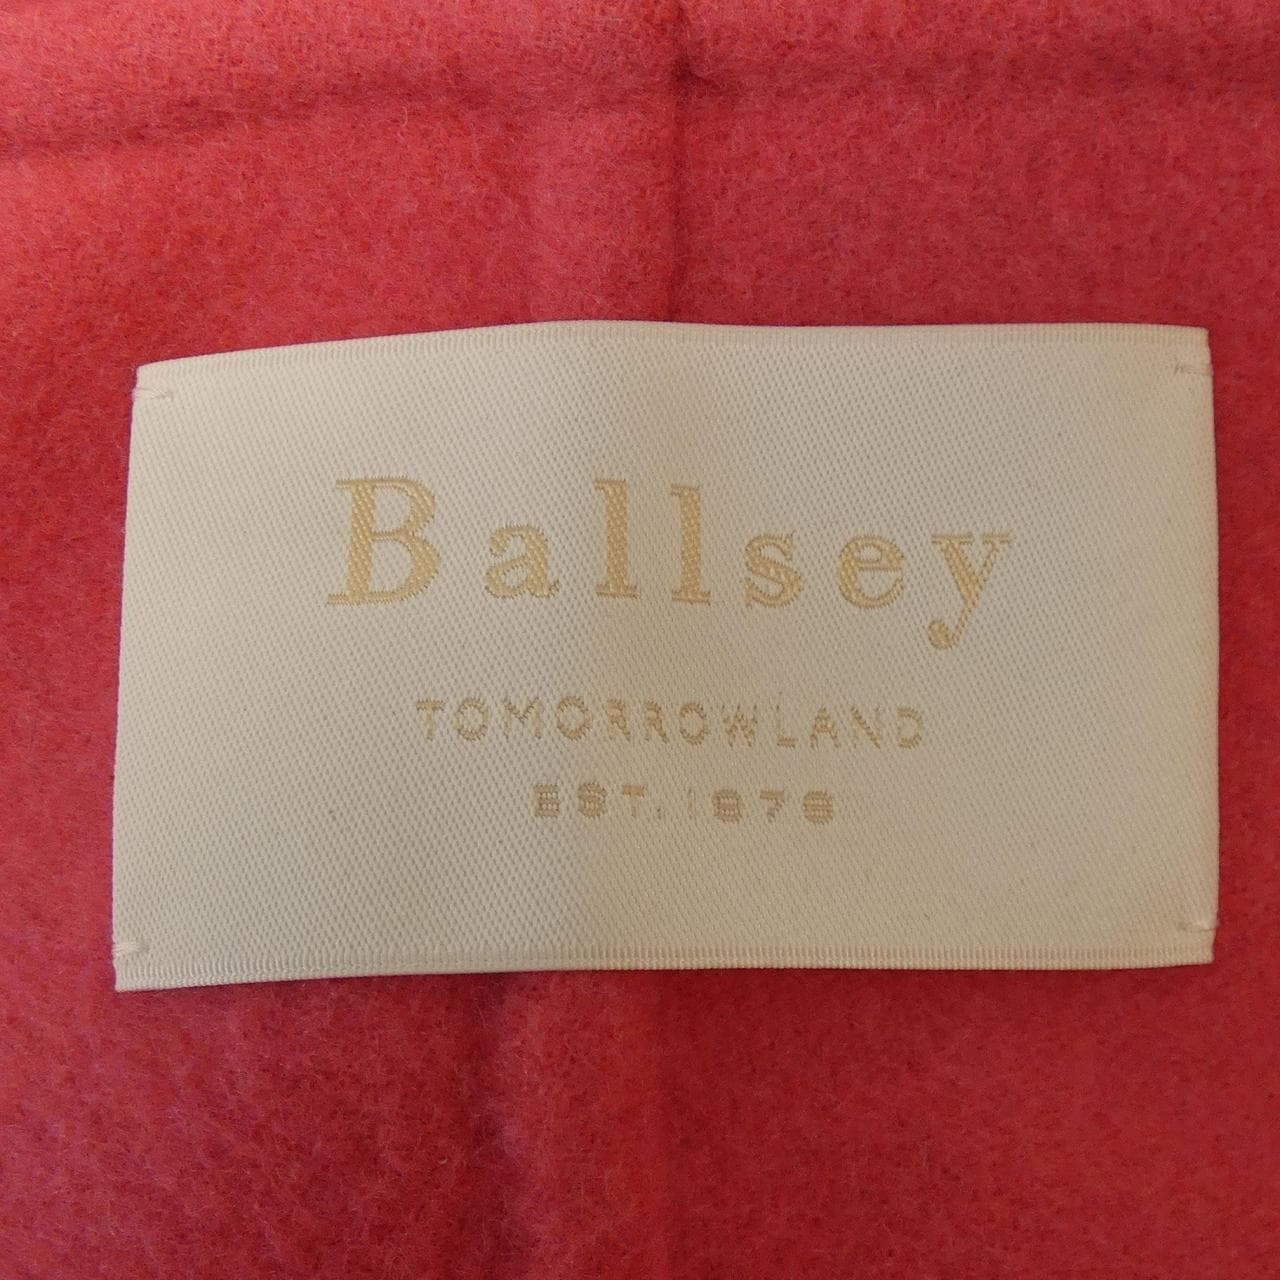 Ballsey
TOMORROWLAND
EST. 1978